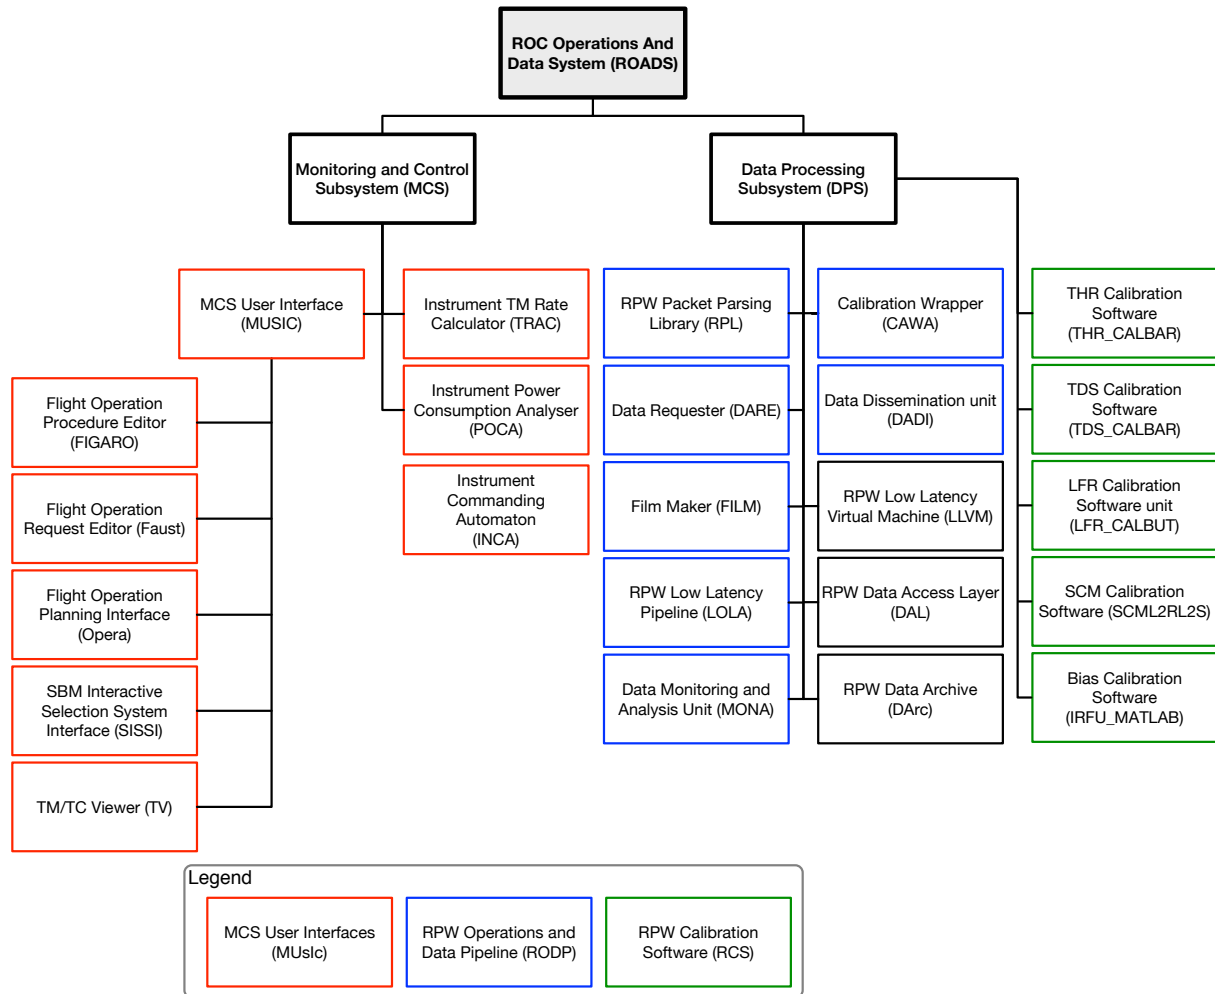 ROC Operations And
Data System (ROADS)
Monitoring and Control
Subsystem (MCS)
Data Processing
Subsystem (DPS)
MCS User Interface
(MUSIC)
Instrument TM Rate
Calculator (TRAC)
RPW Packet Parsing
Library (RPL)
Calibration Wrapper
(CAWA)
THR Calibration
Software
(THR_CALBAR)
Flight Operation
Procedure Editor
(FIGARO)
Instrument Power
Consumption Analyser
(POCA)
Data Requester (DARE)
Data Dissemination unit
(DADI)
TDS Calibration
Software
(TDS_CALBAR)
Flight Operation
Request Editor (Faust)
Instrument
Commanding
Automaton
(INCA)
Film Maker (FILM)
RPW Low Latency
Virtual Machine (LLVM)
LFR Calibration
Software unit
(LFR_CALBUT)
Flight Operation
Planning Interface
(Opera)
RPW Low Latency
Pipeline (LOLA)
RPW Data Access Layer
(DAL)
SCM Calibration
Software (SCML2RL2S)
SBM Interactive
Selection System
Interface (SISSI)
Data Monitoring and
Analysis Unit (MONA)
RPW Data Archive
(DArc)
Bias Calibration
Software
(IRFU_MATLAB)
TM/TC Viewer (TV)
Legend
MCS User Interfaces
(MUsIc)
RPW Operations and
Data Pipeline (RODP)
RPW Calibration
Software (RCS)